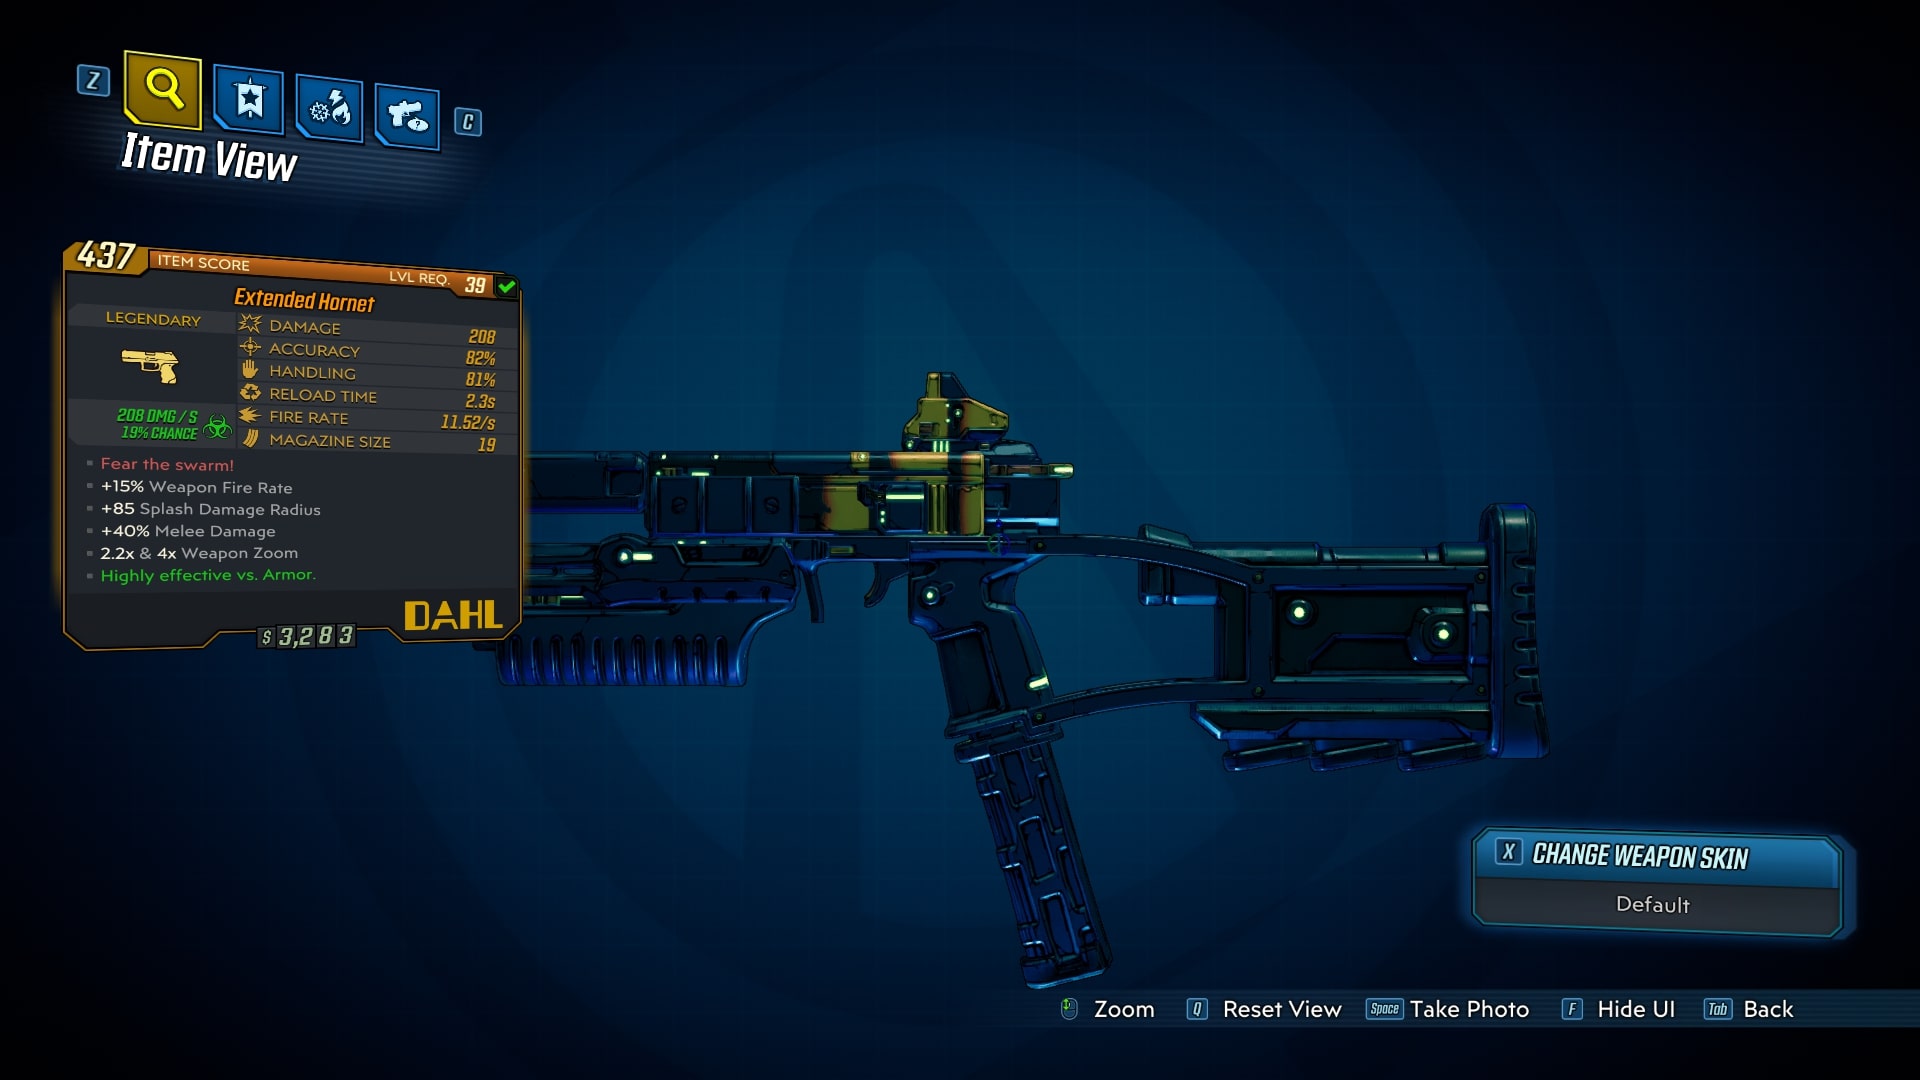 Z
C
Item View
437 ITEM SCORE LVL REQ. 39
Extended Hornet
LEGENDARY
DAMAGE 208
ACCURACY 82%
HANDLING 81%
RELOAD TIME 2.3s
FIRE RATE 11.52/s
MAGAZINE SIZE 19
208 DMG / S
19% CHANCE
Fear the swarm!
+15% Weapon Fire Rate
+85 Splash Damage Radius
+40% Melee Damage
2.2x & 4x Weapon Zoom
Highly effective vs. Armor.
DAHL
$ 3,283
X CHANGE WEAPON SKIN
Default
Zoom Q Reset View Space Take Photo F Hide UI Tab Back